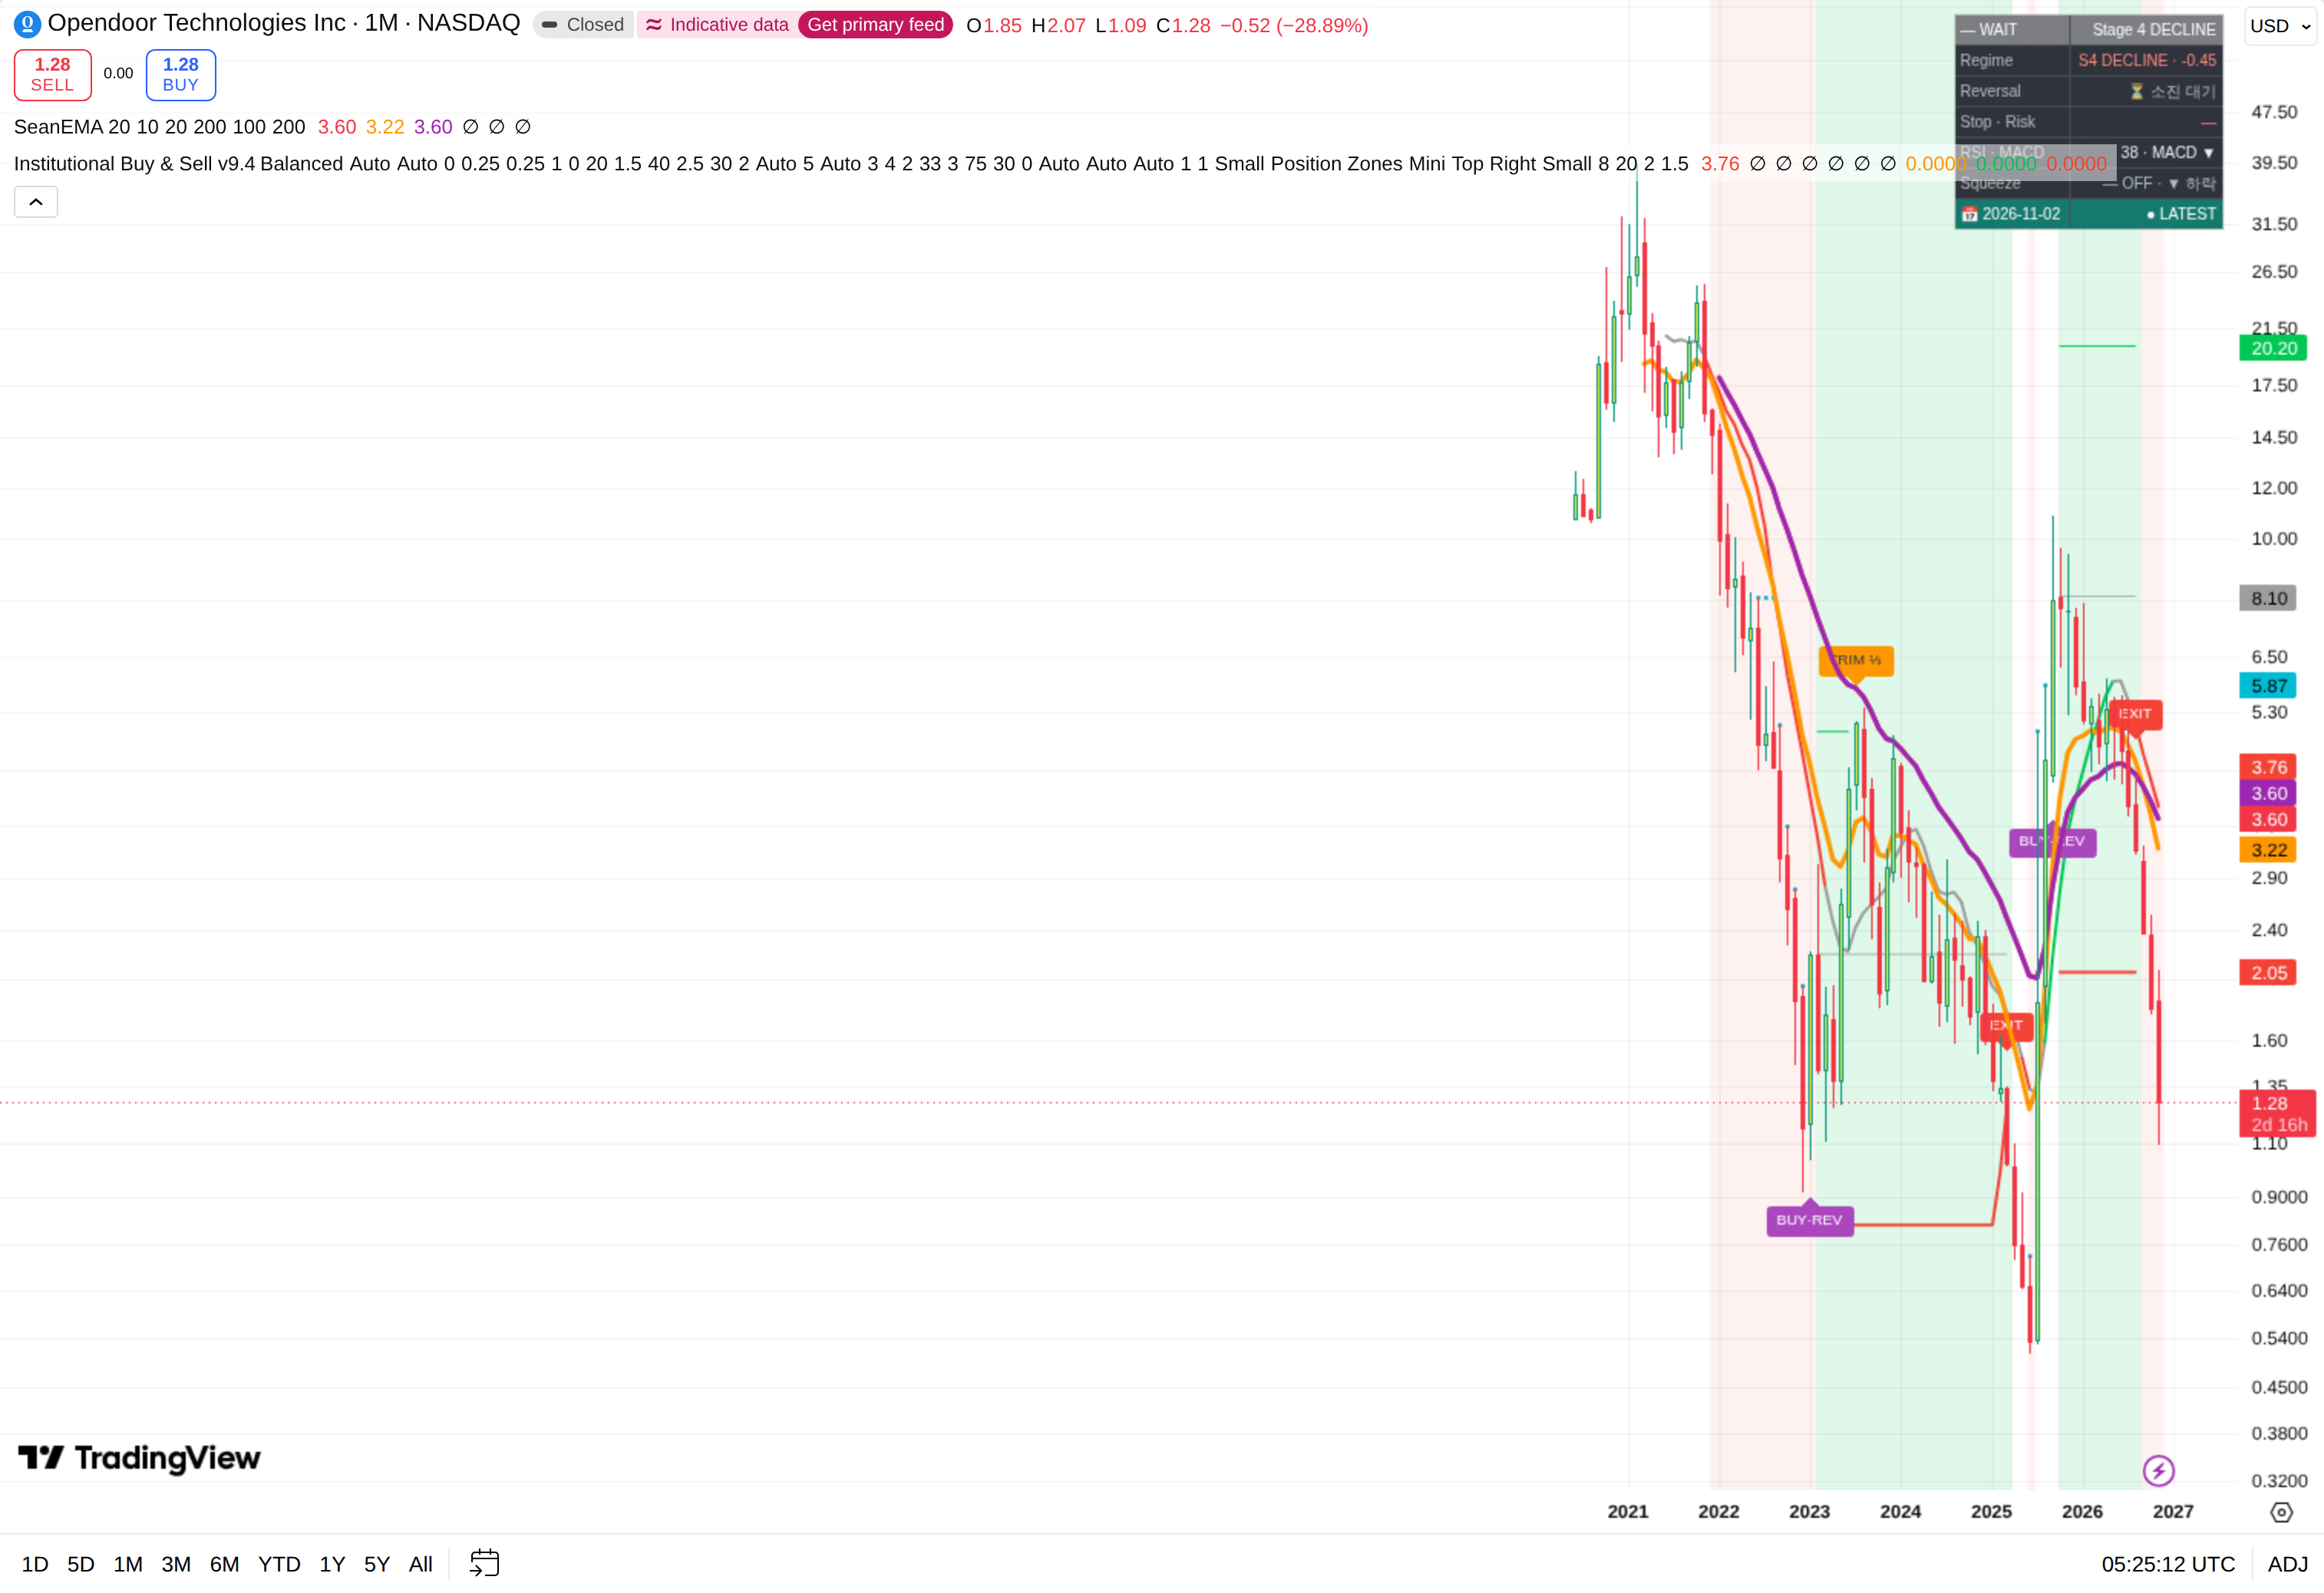 Opendoor Technologies Inc · 1M · NASDAQ Closed ≈ Indicative data Get primary feed O1.85 H2.07 L1.09 C1.28 −0.52 (−28.89%)
1.28 SELL 0.00 1.28 BUY
SeanEMA 20 10 20 200 100 200 3.60 3.22 3.60 ∅ ∅ ∅
Institutional Buy & Sell v9.4 Balanced Auto Auto 0 0.25 0.25 1 0 20 1.5 40 2.5 30 2 Auto 5 Auto 3 4 2 33 3 75 30 0 Auto Auto Auto 1 1 Small Position Zones Mini Top Right Small 8 20 2 1.5 3.76 ∅ ∅ ∅ ∅ ∅ ∅ 0.0000 0.0000 0.0000
— WAIT Stage 4 DECLINE
Regime S4 DECLINE · -0.45
Reversal ⏳ 소진 대기
Stop · Risk —
RSI · MACD 38 · MACD ▼
Squeeze — OFF · ▼ 하락
📅 2026-11-02 ● LATEST
USD
47.50
39.50
31.50
26.50
21.50
20.20
17.50
14.50
12.00
10.00
8.10
6.50
5.87
5.30
3.76
3.60
3.60
3.22
2.90
2.40
2.05
1.60
1.35
1.28
2d 16h
1.10
0.9000
0.7600
0.6400
0.5400
0.4500
0.3800
0.3200
TRIM ⅓
EXIT
BUY-REV
EXIT
BUY-REV
TradingView
2021 2022 2023 2024 2025 2026 2027
1D 5D 1M 3M 6M YTD 1Y 5Y All 05:25:12 UTC ADJ